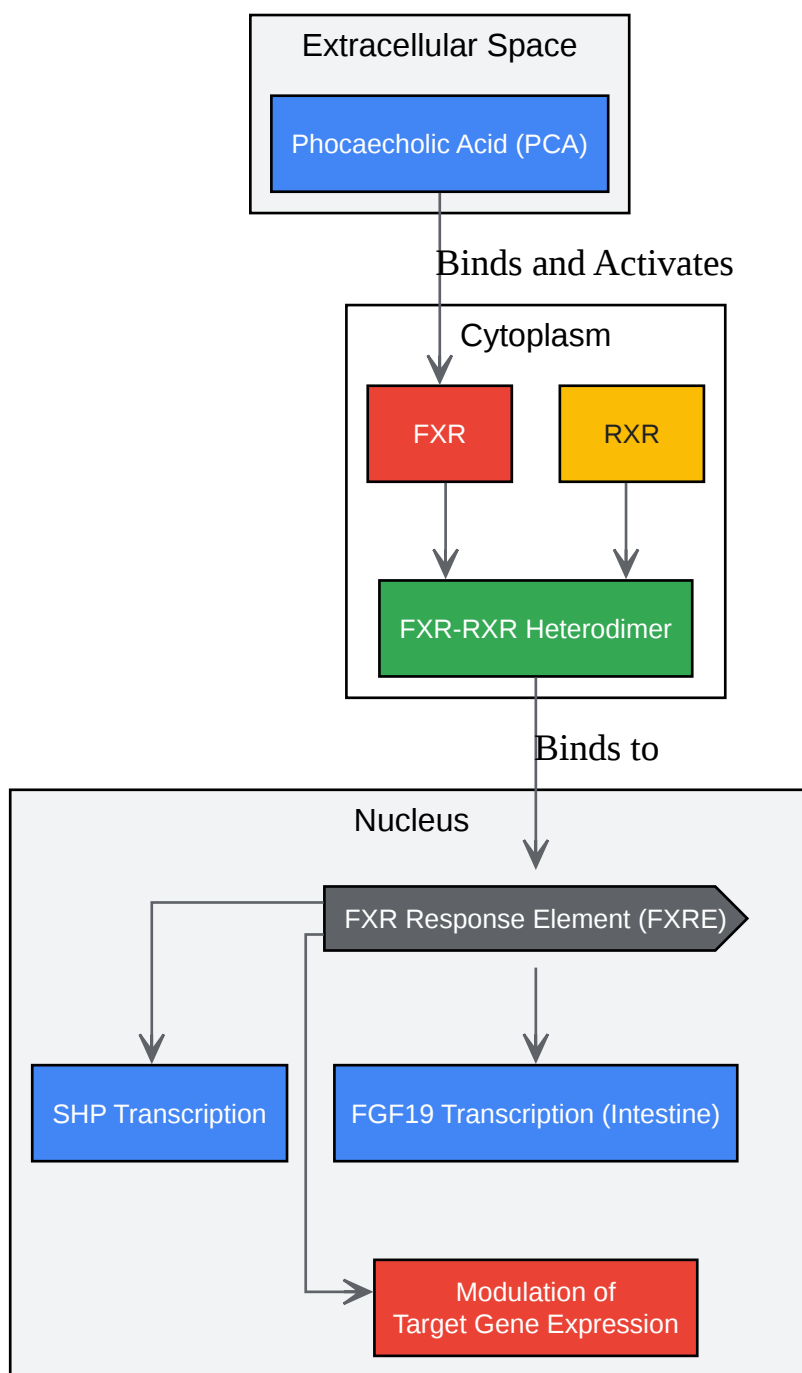 Extracellular Space
Phocaecholic Acid (PCA)
Binds and Activates
Cytoplasm
FXR
RXR
FXR-RXR Heterodimer
Binds to
Nucleus
FXR Response Element (FXRE)
SHP Transcription
FGF19 Transcription (Intestine)
Modulation of
Target Gene Expression